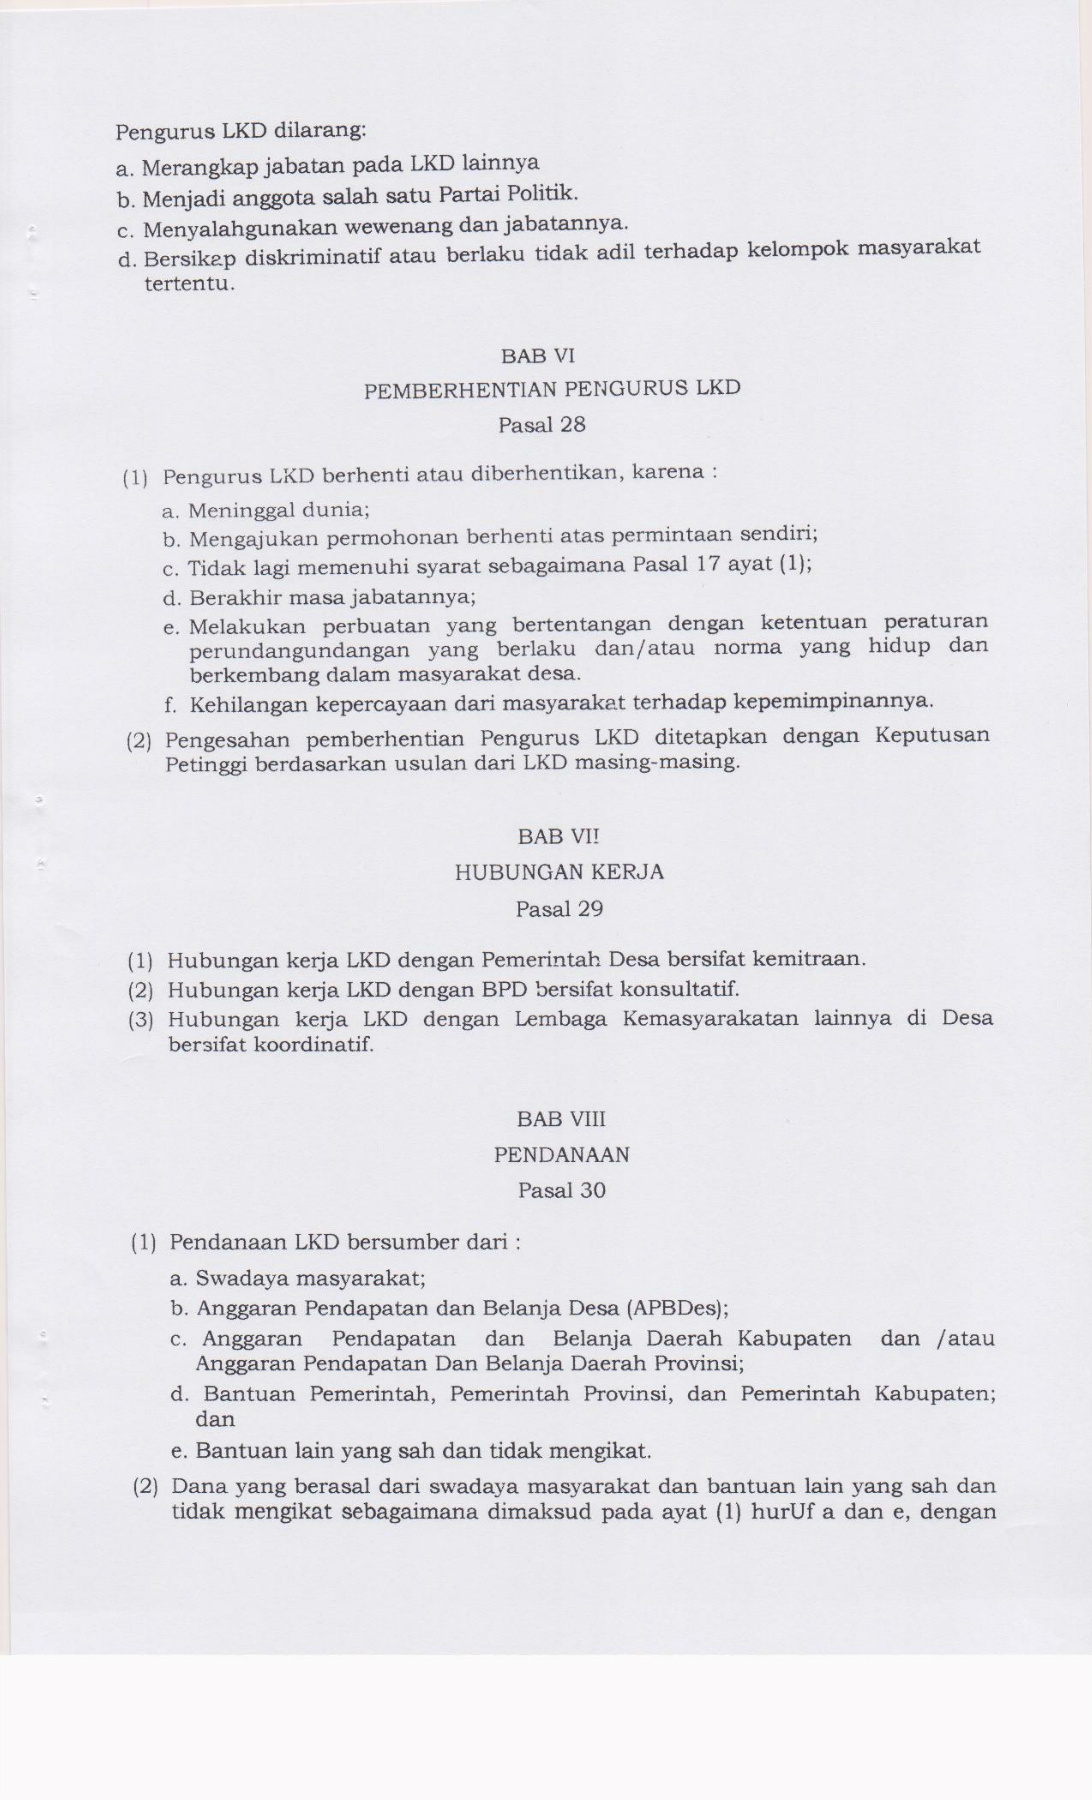 Pengurus LKD dilarang:
a. Merangkap jabatan pada LKD lainnya
b. Menjadi anggota salah satu Partai Politik.
c. Menyalahgunakan wewenang dan jabatannya.
d. Bersikap diskriminatif atau berlaku tidak adil terhadap kelompok masyarakat
tertentu.
BAB VI
PEMBERHENTIAN PENGURUS LKD
Pasal 28
(1) Pengurus LKD berhenti atau diberhentikan, karena :
a. Meninggal dunia;
b. Mengajukan permohonan berhenti atas permintaan sendiri;
c. Tidak lagi memenuhi syarat sebagaimana Pasal 17 ayat (1);
d. Berakhir masa jabatannya;
e. Melakukan perbuatan yang bertentangan dengan ketentuan peraturan
perundangundangan yang berlaku dan/atau norma yang hidup dan
berkembang dalam masyarakat desa.
f. Kehilangan kepercayaan dari masyarakat terhadap kepemimpinannya.
(2) Pengesahan pemberhentian Pengurus LKD ditetapkan dengan Keputusan
Petinggi berdasarkan usulan dari LKD masing-masing.
BAB VII
HUBUNGAN KERJA
Pasal 29
(1) Hubungan kerja LKD dengan Pemerintah Desa bersifat kemitraan.
(2) Hubungan kerja LKD dengan BPD bersifat konsultatif.
(3) Hubungan kerja LKD dengan Lembaga Kemasyarakatan lainnya di Desa
bersifat koordinatif.
BAB VIII
PENDANAAN
Pasal 30
(1) Pendanaan LKD bersumber dari :
a. Swadaya masyarakat;
b. Anggaran Pendapatan dan Belanja Desa (APBDes);
c. Anggaran Pendapatan dan Belanja Daerah Kabupaten dan /atau
Anggaran Pendapatan Dan Belanja Daerah Provinsi;
d. Bantuan Pemerintah, Pemerintah Provinsi, dan Pemerintah Kabupaten;
dan
e. Bantuan lain yang sah dan tidak mengikat.
(2) Dana yang berasal dari swadaya masyarakat dan bantuan lain yang sah dan
tidak mengikat sebagaimana dimaksud pada ayat (1) hurUf a dan e, dengan